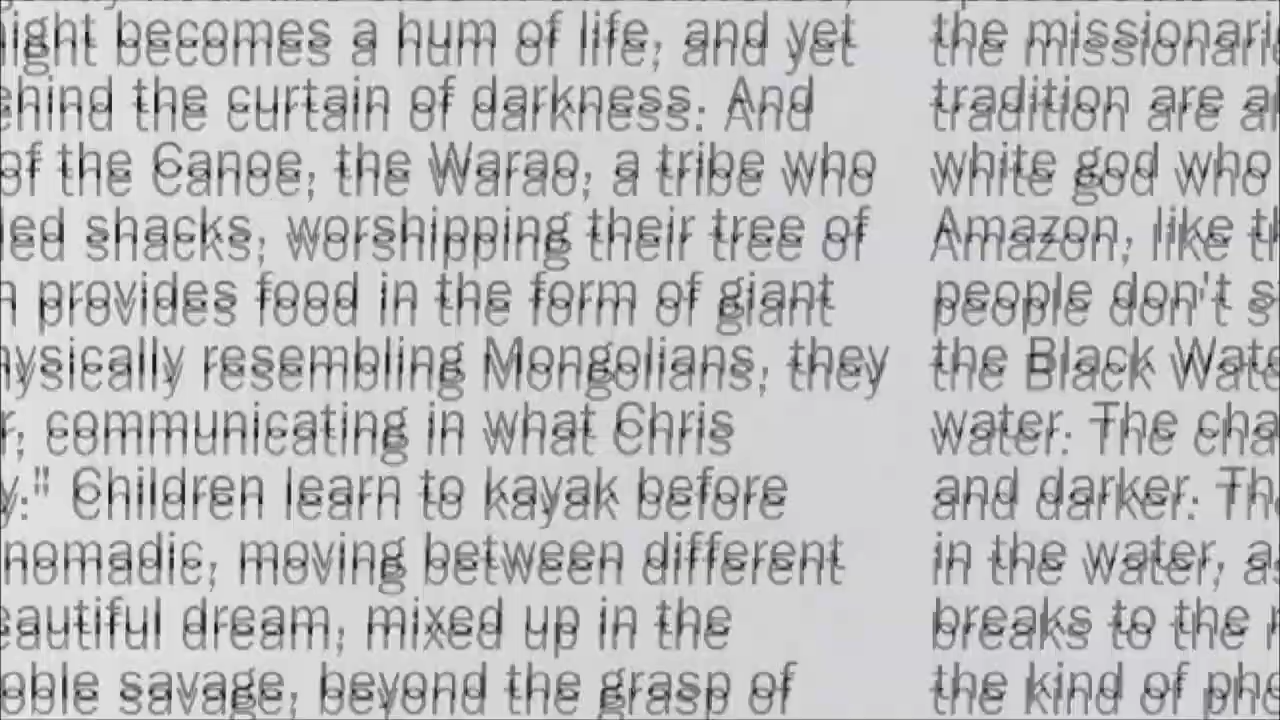 ight becomes a hum of life, and yet
ehind the curtain of darkness. And
of the Canoe, the Warao, a tribe who
led shacks, worshipping their tree of
n provides food in the form of giant
hysically resembling Mongolians, they
r, communicating in what Chris
y." Children learn to kayak before
nomadic, moving between different
eautiful dream, mixed up in the
oble savage, beyond the grasp of
the missionari
tradition are a
white god who
Amazon, like t
people don't s
the Black Wate
water. The cha
and darker. Th
in the water, a
breaks to the r
the kind of phe